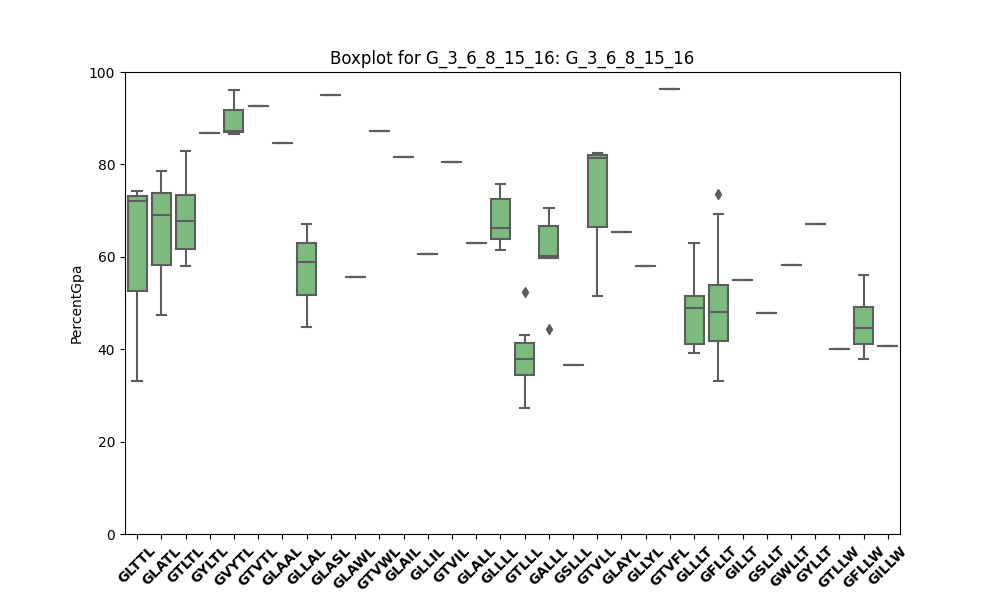 Boxplot for G_3_6_8_15_16: G_3_6_8_15_16
100
80
60
40
20
0
PercentGpa
GLTTL GLATL GTLTL GYLTL GVYTL GTVTL GLAAL GLLAL GLASL GLAWL GTVWL GLAIL GLLIL GTVIL GLALL GLLLL GTLLL GALLL GSLLL GTVLL GLAYL GLLYL GTVFL GLLLT GFLLT GILLT GSLLT GWLLT GYLLT GTLLW GFLLW GILLW